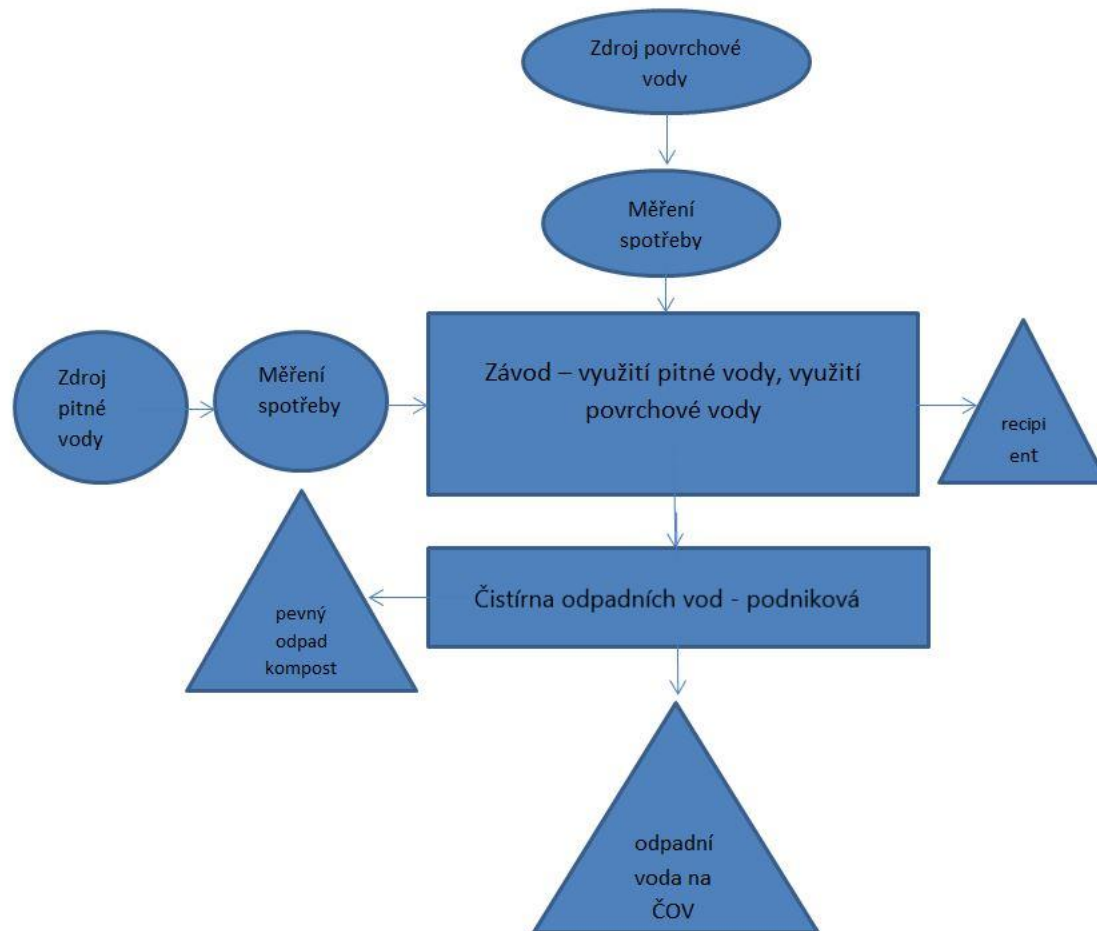 Zdroj povrchové
vody
Měření
spotřeby
Zdroj
pitné
vody
Měření
spotřeby
Závod – využití pitné vody, využití
povrchové vody
recipi
ent
Čistírna odpadních vod - podniková
pevný
odpad
kompost
odpadní
voda na
ČOV